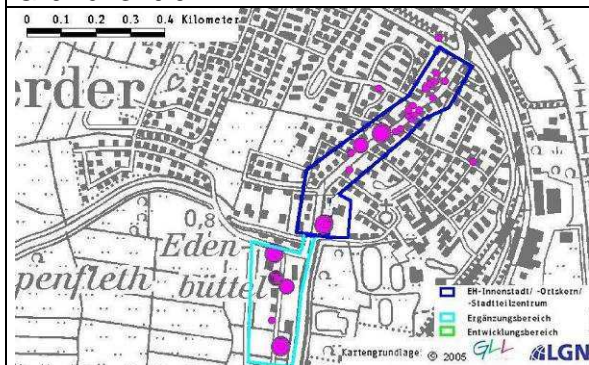 0 0.1 0.2 0.3 0.4 Kilometer
rder
0,8
Eden
büttel
penfleth
EH-Innenstadt/ -Ortskern/
-Stadtteilzentrum
Ergänzungsbereich
Entwicklungsbereich
Kartengrundlage: © 2005 GLL LGN